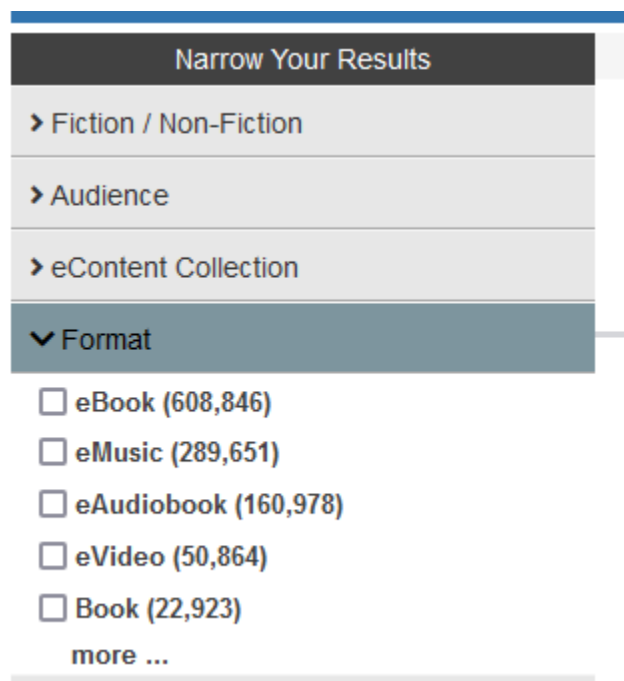 Narrow Your Results
Fiction / Non-Fiction
Audience
eContent Collection
Format
eBook (608,846)
eMusic (289,651)
eAudiobook (160,978)
eVideo (50,864)
Book (22,923)
more ...